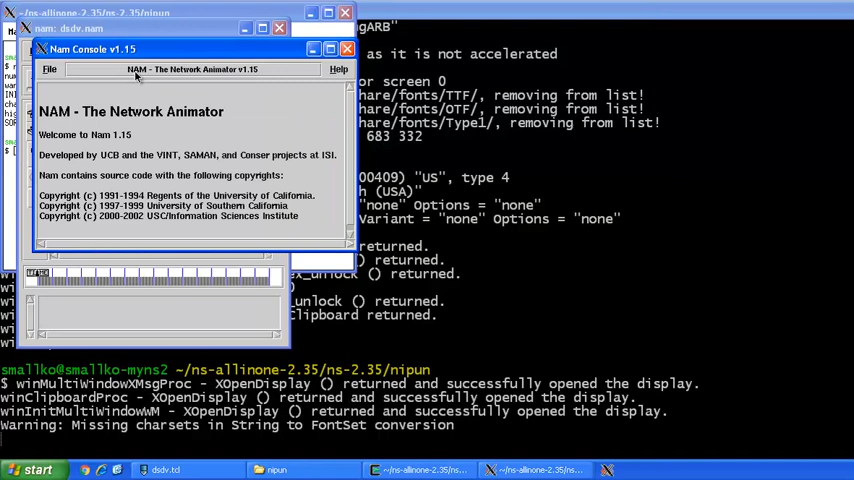 ~/ns-allinone-2.35/ns-2.35/nipun
nam: dsdv.nam
Nam Console v1.15
File
NAM - The Network Animator v1.15
Help
NAM - The Network Animator
Welcome to Nam 1.15
Developed by UCB and the VINT, SAMAN, and Conser projects at ISI.
Nam contains source code with the following copyrights:
Copyright (c) 1991-1994 Regents of the University of California.
Copyright (c) 1997-1999 University of Southern California
Copyright (c) 2000-2002 USC/Information Sciences Institute
as it is not accelerated
or screen 0
hare/fonts/TTF/, removing from list!
hare/fonts/OTF/, removing from list!
hare/fonts/Type1/, removing from list!
683 332
00409) "US", type 4
h (USA)"
one" Options = "none"
Variant = "none" Options = "none"
eturned.
() returned.
ex_unlock () returned.
_unlock () returned.
lipboard returned.
smallko@smallko-myns2 ~/ns-allinone-2.35/ns-2.35/nipun
$ winMultiWindowXMsgProc - XOpenDisplay () returned and successfully opened the display.
winClipboardProc - XOpenDisplay () returned and successfully opened the display.
winInitMultiWindowWM - XOpenDisplay () returned and successfully opened the display.
Warning: Missing charsets in String to FontSet conversion
start
dsdv.tcl
nipun
~/ns-allinone-2.35/ns...
~/ns-allinone-2.35/ns...